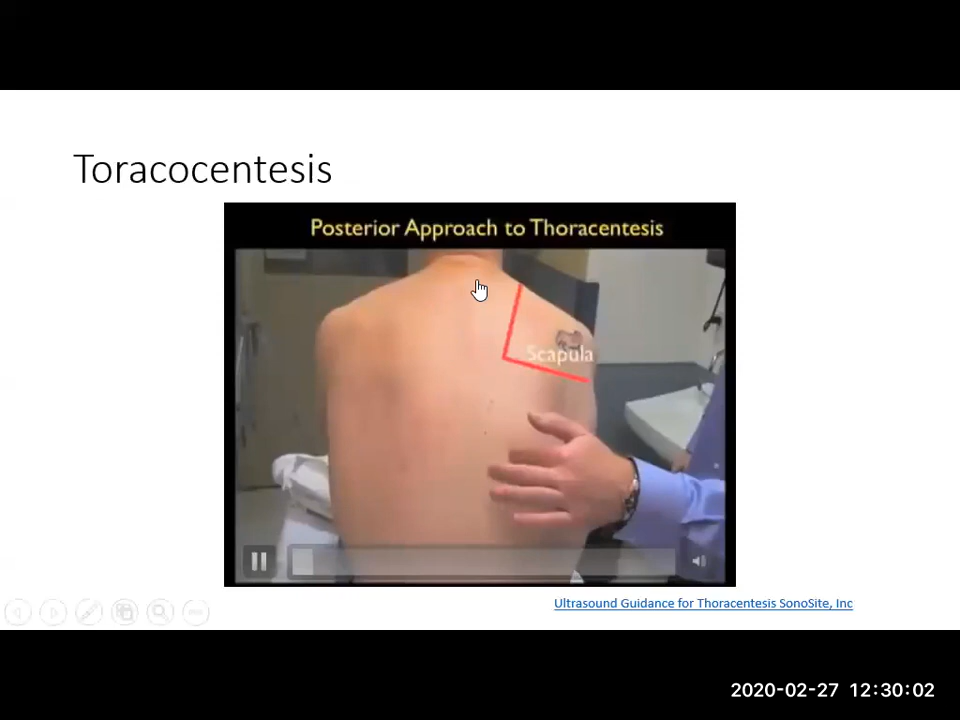 Toracocentesis
Posterior Approach to Thoracentesis
Scapula
Ultrasound Guidance for Thoracentesis SonoSite, Inc
2020-02-27 12:30:02